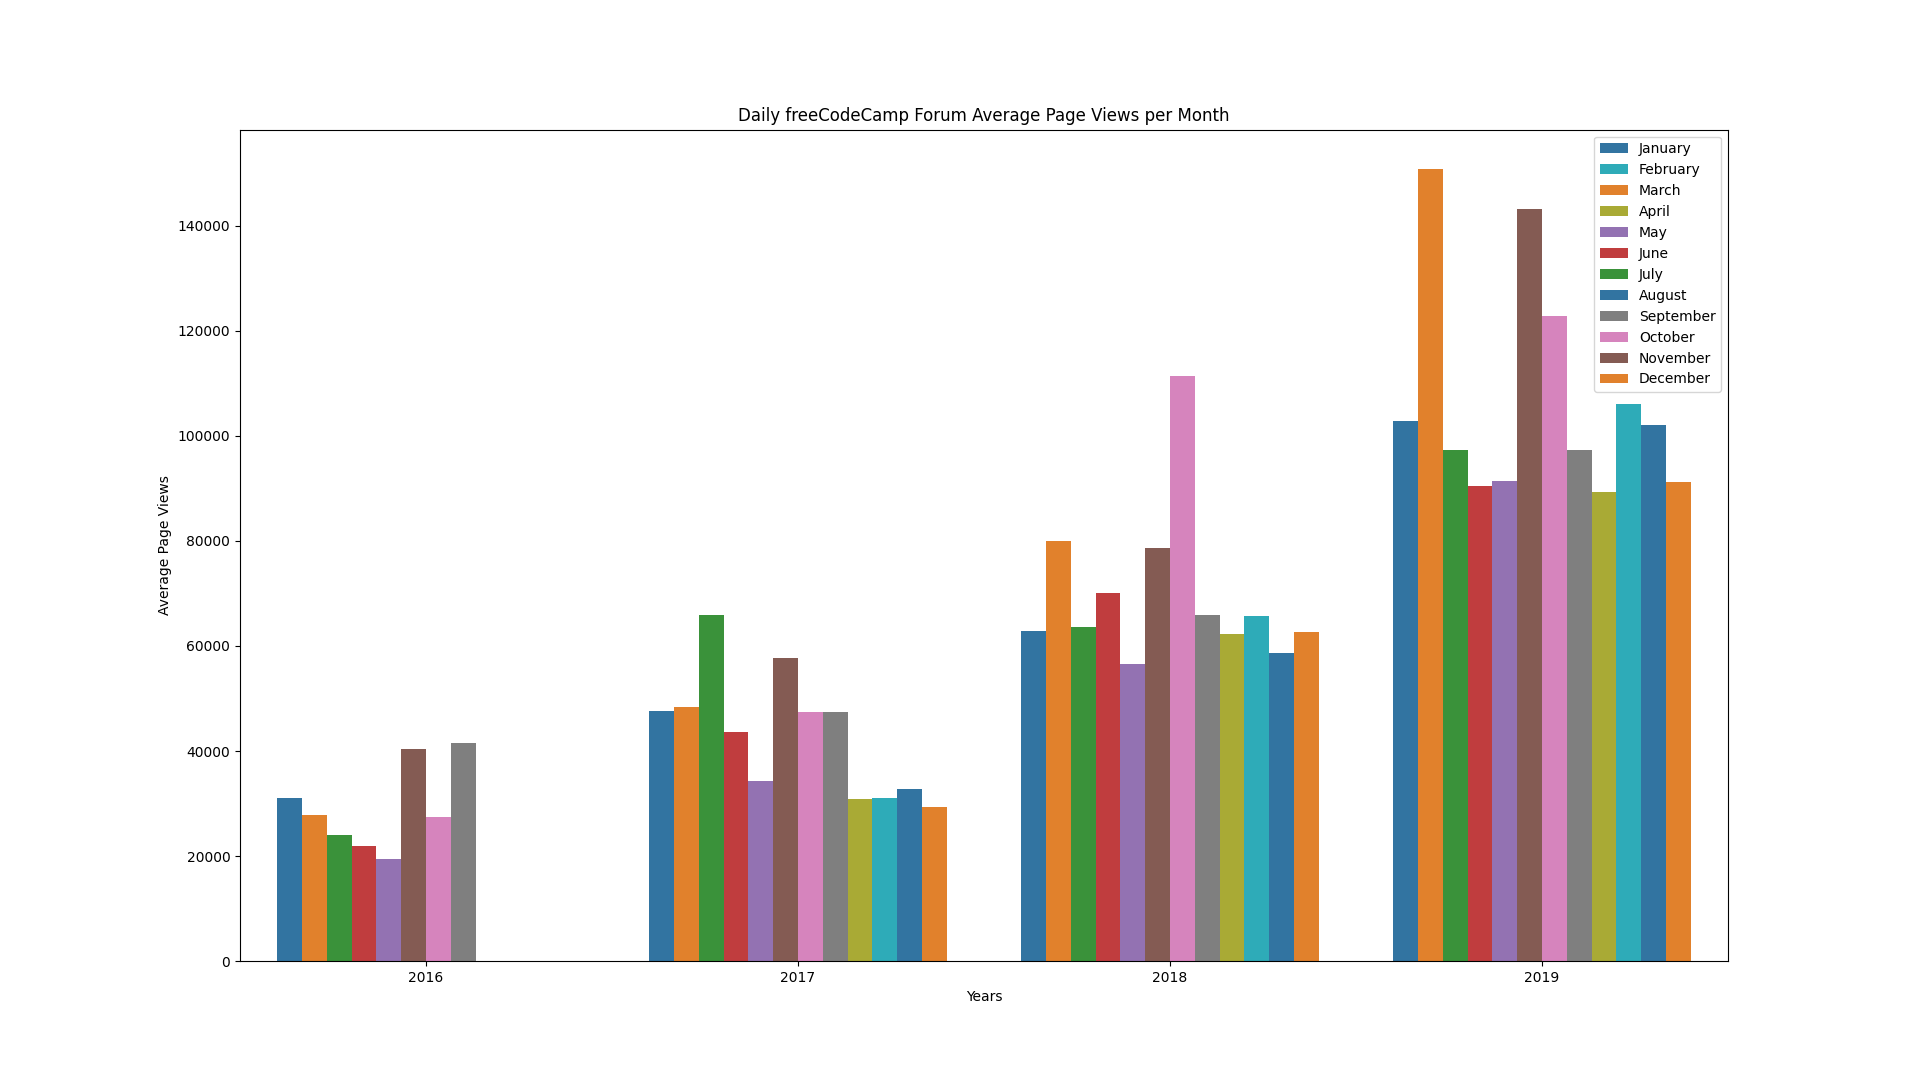 Daily freeCodeCamp Forum Average Page Views per Month
January
February
March
April
May
June
July
August
September
October
November
December
140000
120000
100000
80000
60000
40000
20000
0
Average Page Views
2016
2017
2018
2019
Years